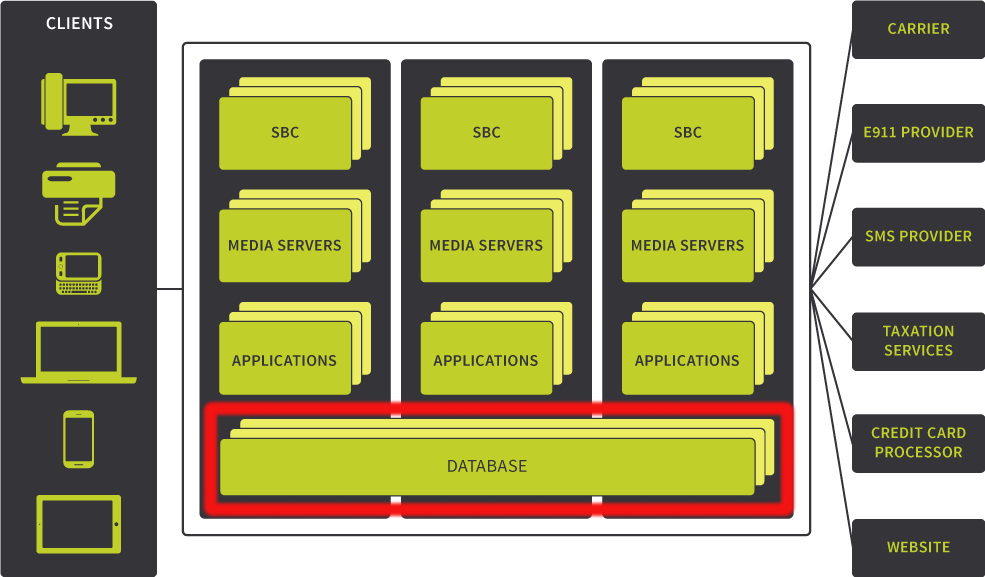 CLIENTS
SBC
SBC
SBC
MEDIA SERVERS
MEDIA SERVERS
MEDIA SERVERS
APPLICATIONS
APPLICATIONS
APPLICATIONS
DATABASE
CARRIER
E911 PROVIDER
SMS PROVIDER
TAXATION
SERVICES
CREDIT CARD
PROCESSOR
WEBSITE